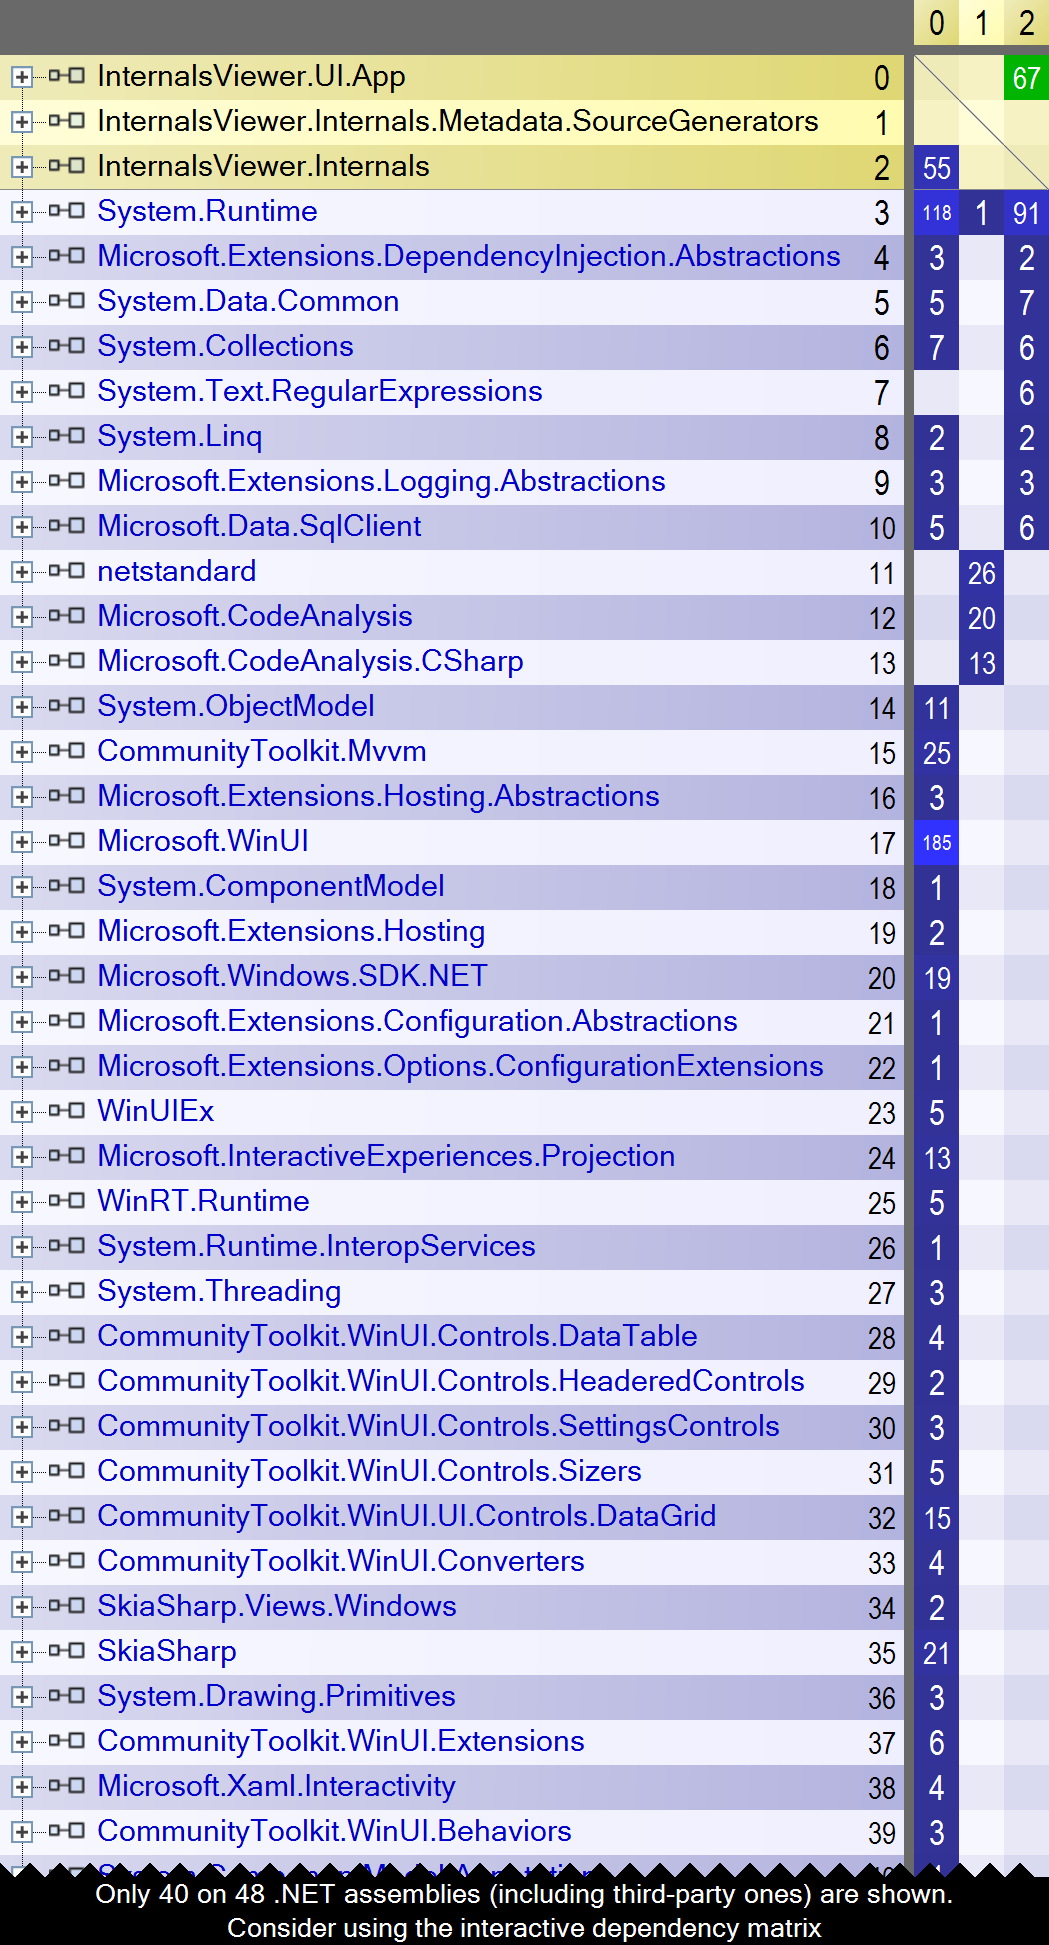 0 1 2
InternalsViewer.UI.App 0 67
InternalsViewer.Internals.Metadata.SourceGenerators 1
InternalsViewer.Internals 2 55
System.Runtime 3 118 1 91
Microsoft.Extensions.DependencyInjection.Abstractions 4 3 2
System.Data.Common 5 5 7
System.Collections 6 7 6
System.Text.RegularExpressions 7 6
System.Linq 8 2 2
Microsoft.Extensions.Logging.Abstractions 9 3 3
Microsoft.Data.SqlClient 10 5 6
netstandard 11 26
Microsoft.CodeAnalysis 12 20
Microsoft.CodeAnalysis.CSharp 13 13
System.ObjectModel 14 11
CommunityToolkit.Mvvm 15 25
Microsoft.Extensions.Hosting.Abstractions 16 3
Microsoft.WinUI 17 185
System.ComponentModel 18 1
Microsoft.Extensions.Hosting 19 2
Microsoft.Windows.SDK.NET 20 19
Microsoft.Extensions.Configuration.Abstractions 21 1
Microsoft.Extensions.Options.ConfigurationExtensions 22 1
WinUIEx 23 5
Microsoft.InteractiveExperiences.Projection 24 13
WinRT.Runtime 25 5
System.Runtime.InteropServices 26 1
System.Threading 27 3
CommunityToolkit.WinUI.Controls.DataTable 28 4
CommunityToolkit.WinUI.Controls.HeaderedControls 29 2
CommunityToolkit.WinUI.Controls.SettingsControls 30 3
CommunityToolkit.WinUI.Controls.Sizers 31 5
CommunityToolkit.WinUI.UI.Controls.DataGrid 32 15
CommunityToolkit.WinUI.Converters 33 4
SkiaSharp.Views.Windows 34 2
SkiaSharp 35 21
System.Drawing.Primitives 36 3
CommunityToolkit.WinUI.Extensions 37 6
Microsoft.Xaml.Interactivity 38 4
CommunityToolkit.WinUI.Behaviors 39 3
Only 40 on 48 .NET assemblies (including third-party ones) are shown.
Consider using the interactive dependency matrix